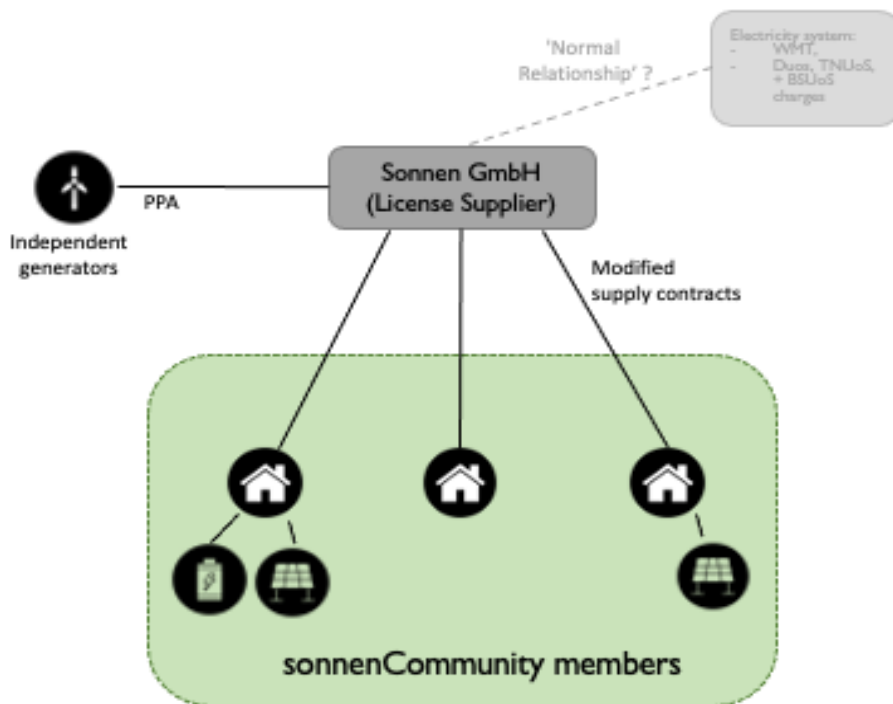 Electricity system:
- WMT,
- Duos, TNUoS,
+ BSUoS
charges
'Normal
Relationship' ?
Sonnen GmbH
(License Supplier)
PPA
Independent
generators
Modified
supply contracts
sonnenCommunity members